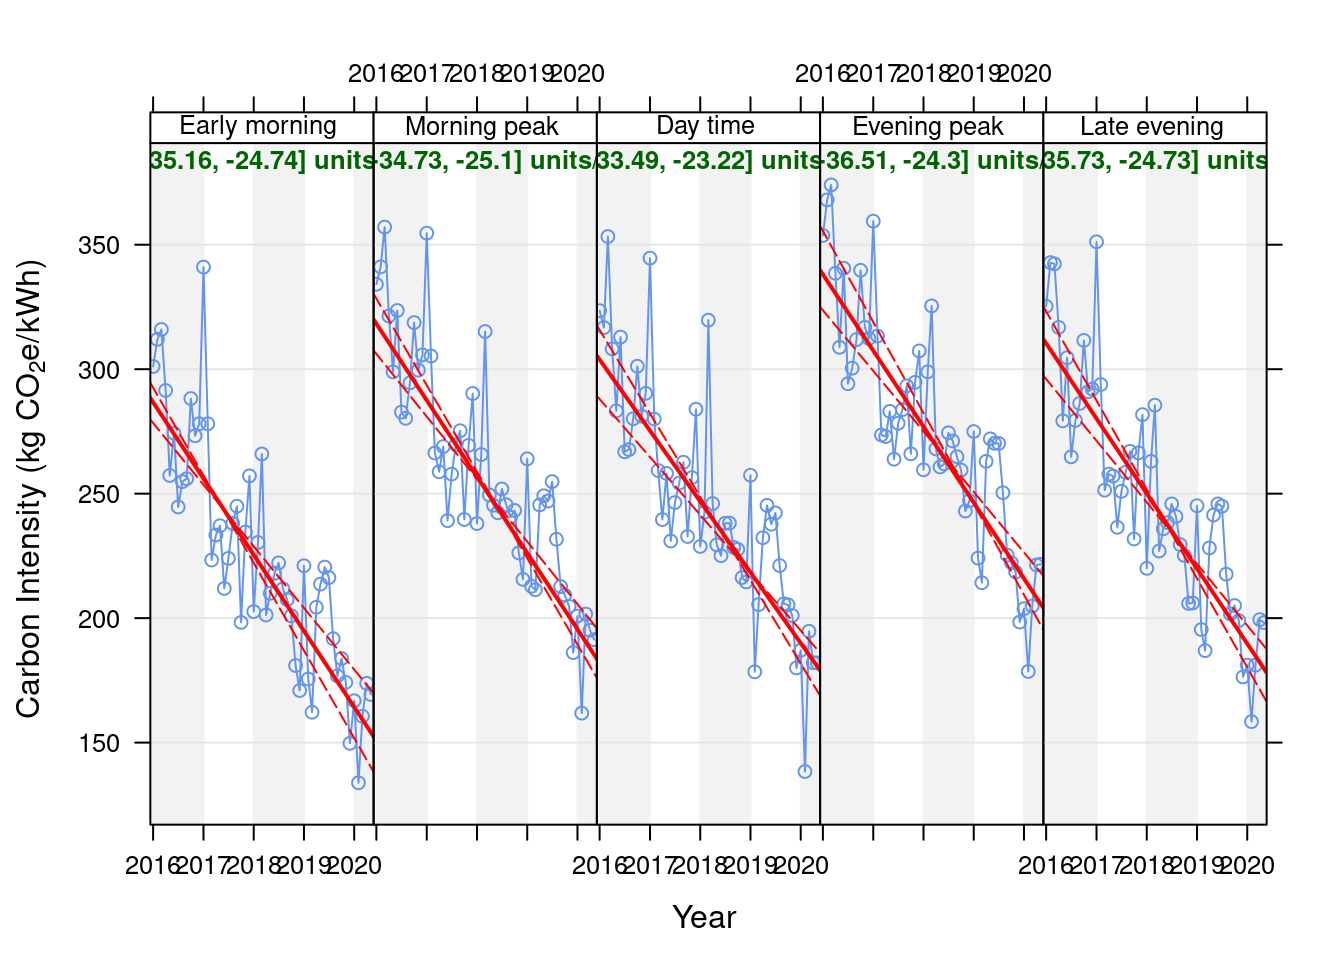 2016 2017 2018 2019 2020 2016 2017 2018 2019 2020
Early morning Morning peak Day time Evening peak Late evening
35.16, -24.74] units -34.73, -25.1] units/ 33.49, -23.22] units -36.51, -24.3] units/ 35.73, -24.73] units
350
300
250
200
150
Carbon Intensity (kg CO2e/kWh)
2016 2017 2018 2019 2020 2016 2017 2018 2019 2020 2016 2017 2018 2019 2020
Year